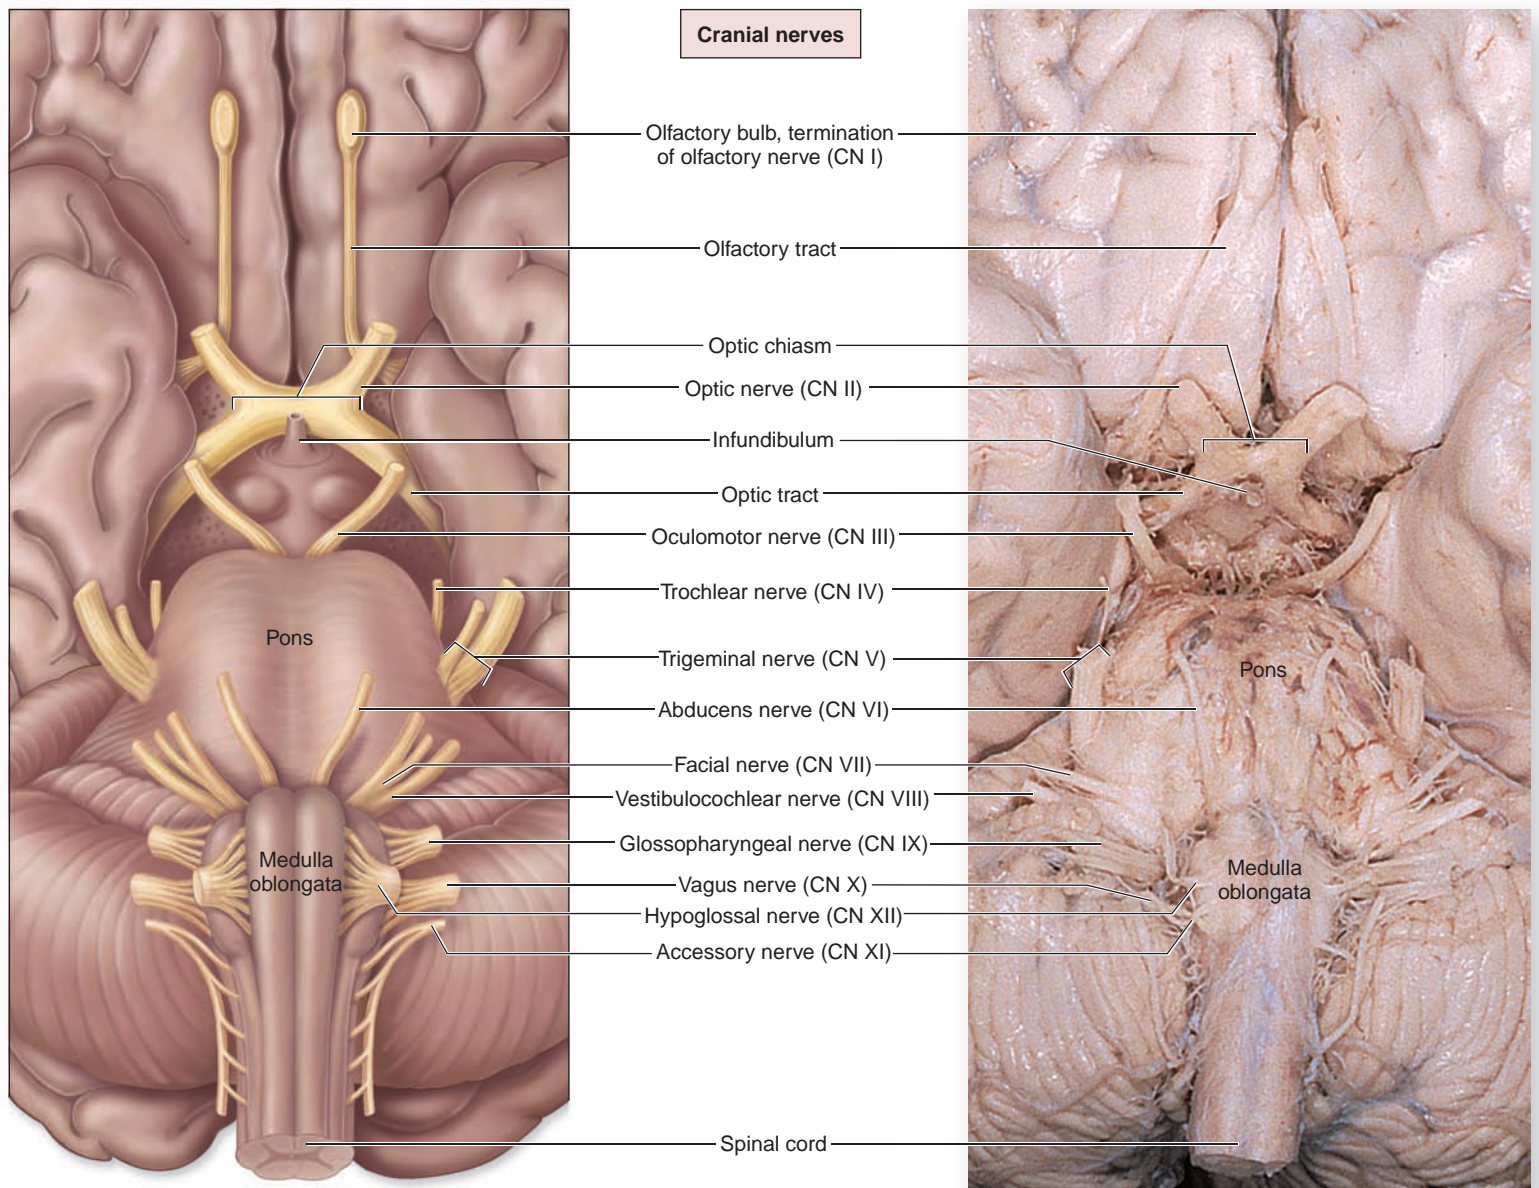 Cranial nerves
Olfactory bulb, termination
of olfactory nerve (CN I)
Olfactory tract
Optic chiasm
Optic nerve (CN II)
Infundibulum
Optic tract
Oculomotor nerve (CN III)
Trochlear nerve (CN IV)
Pons
Trigeminal nerve (CN V)
Pons
Abducens nerve (CN VI)
Facial nerve (CN VII)
Vestibulocochlear nerve (CN VIII)
Glossopharyngeal nerve (CN IX)
Medulla
oblongata
Medulla
oblongata
Vagus nerve (CN X)
Hypoglossal nerve (CN XII)
Accessory nerve (CN XI)
Spinal cord